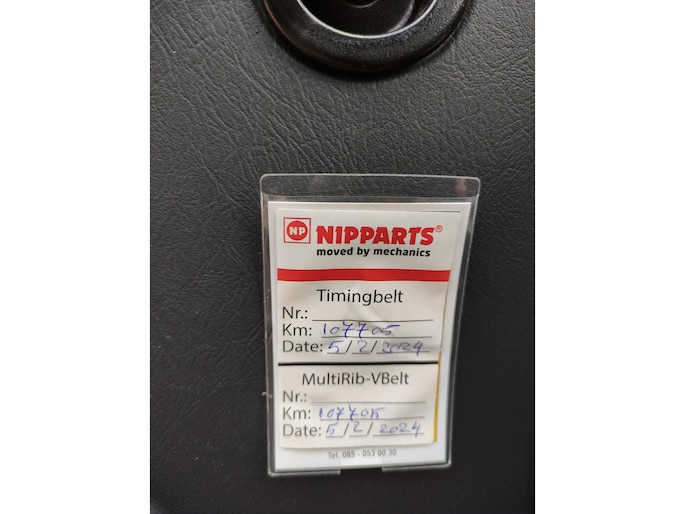 NP NIPPARTS®
moved by mechanics
Timingbelt
Nr.:
Km: 107705
Date: 5/2/2024
MultiRib-VBelt
Nr.:
Km: 107705
Date: 5/2/2024
Tel. 085 - 053 00 30